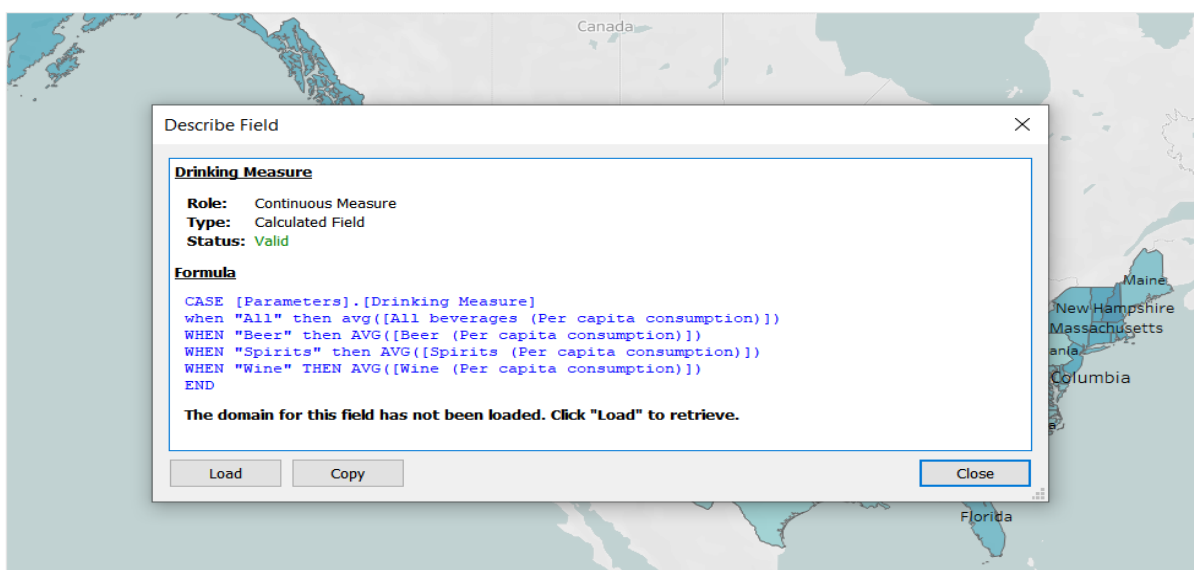 Canada
Describe Field
Drinking Measure
Role: Continuous Measure
Type: Calculated Field
Status: Valid
Formula
CASE [Parameters].[Drinking Measure]
when "All" then avg([All beverages (Per capita consumption)])
WHEN "Beer" then AVG([Beer (Per capita consumption)])
WHEN "Spirits" then AVG([Spirits (Per capita consumption)])
WHEN "Wine" THEN AVG([Wine (Per capita consumption)])
END
The domain for this field has not been loaded. Click "Load" to retrieve.
Load Copy Close
Maine
New Hampshire
Massachusetts
Columbia
Florida